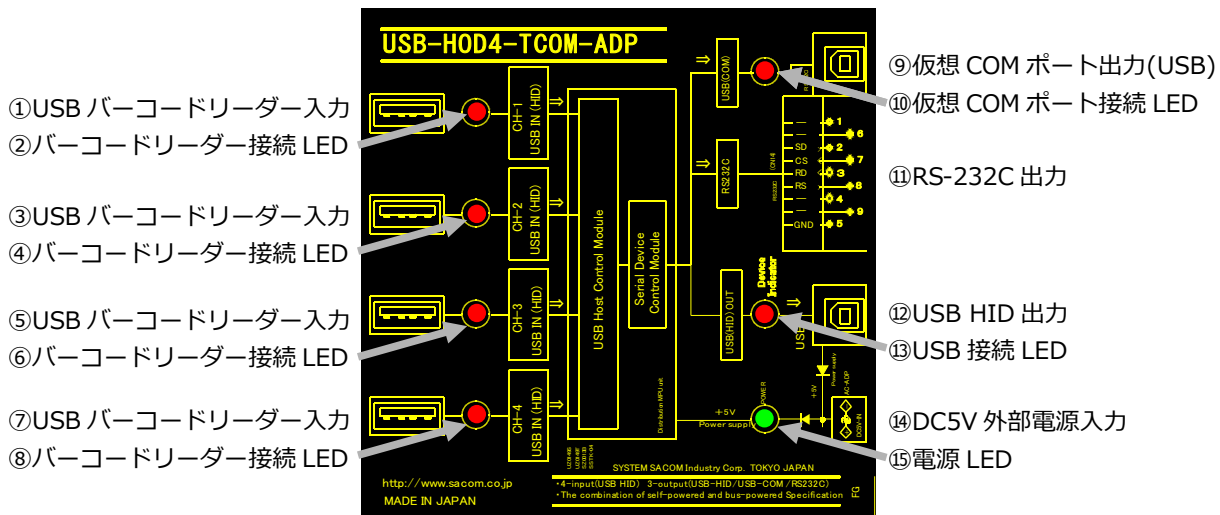 USB-HOD4-TCOM-ADP
①USB バーコードリーダー入力
②バーコードリーダー接続 LED
③USB バーコードリーダー入力
④バーコードリーダー接続 LED
⑤USB バーコードリーダー入力
⑥バーコードリーダー接続 LED
⑦USB バーコードリーダー入力
⑧バーコードリーダー接続 LED
CH-1
USB IN (HID)
⇒
CH-2
USB IN (HID)
⇒
CH-3
USB IN (HID)
⇒
CH-4
USB IN (HID)
⇒
USB Host Control Module
Serial Device
Control Module
Distribution MPU unit.
⇒
USB(COM)
⇒
RS232C
USB(HID) OUT
Device
Indicator
⇒
USB
RS232C
(CN14)
—
—
SD
CS
RD
RS
—
—
GND
1
6
2
7
3
8
4
9
5
+5V
Power supply
POWER
+5V
Power supply
AC-ADP
DC5V-IN
SYSTEM SACOM Industry Corp. TOKYO JAPAN
http://www.sacom.co.jp
MADE IN JAPAN
・4-input(USB HID) 3-output(USB-HID/USB-COM/RS232C)
・The combination of self-powered and bus-powered Specification
FG
⑨仮想 COM ポート出力(USB)
⑩仮想 COM ポート接続 LED
⑪RS-232C 出力
⑫USB HID 出力
⑬USB 接続 LED
⑭DC5V 外部電源入力
⑮電源 LED